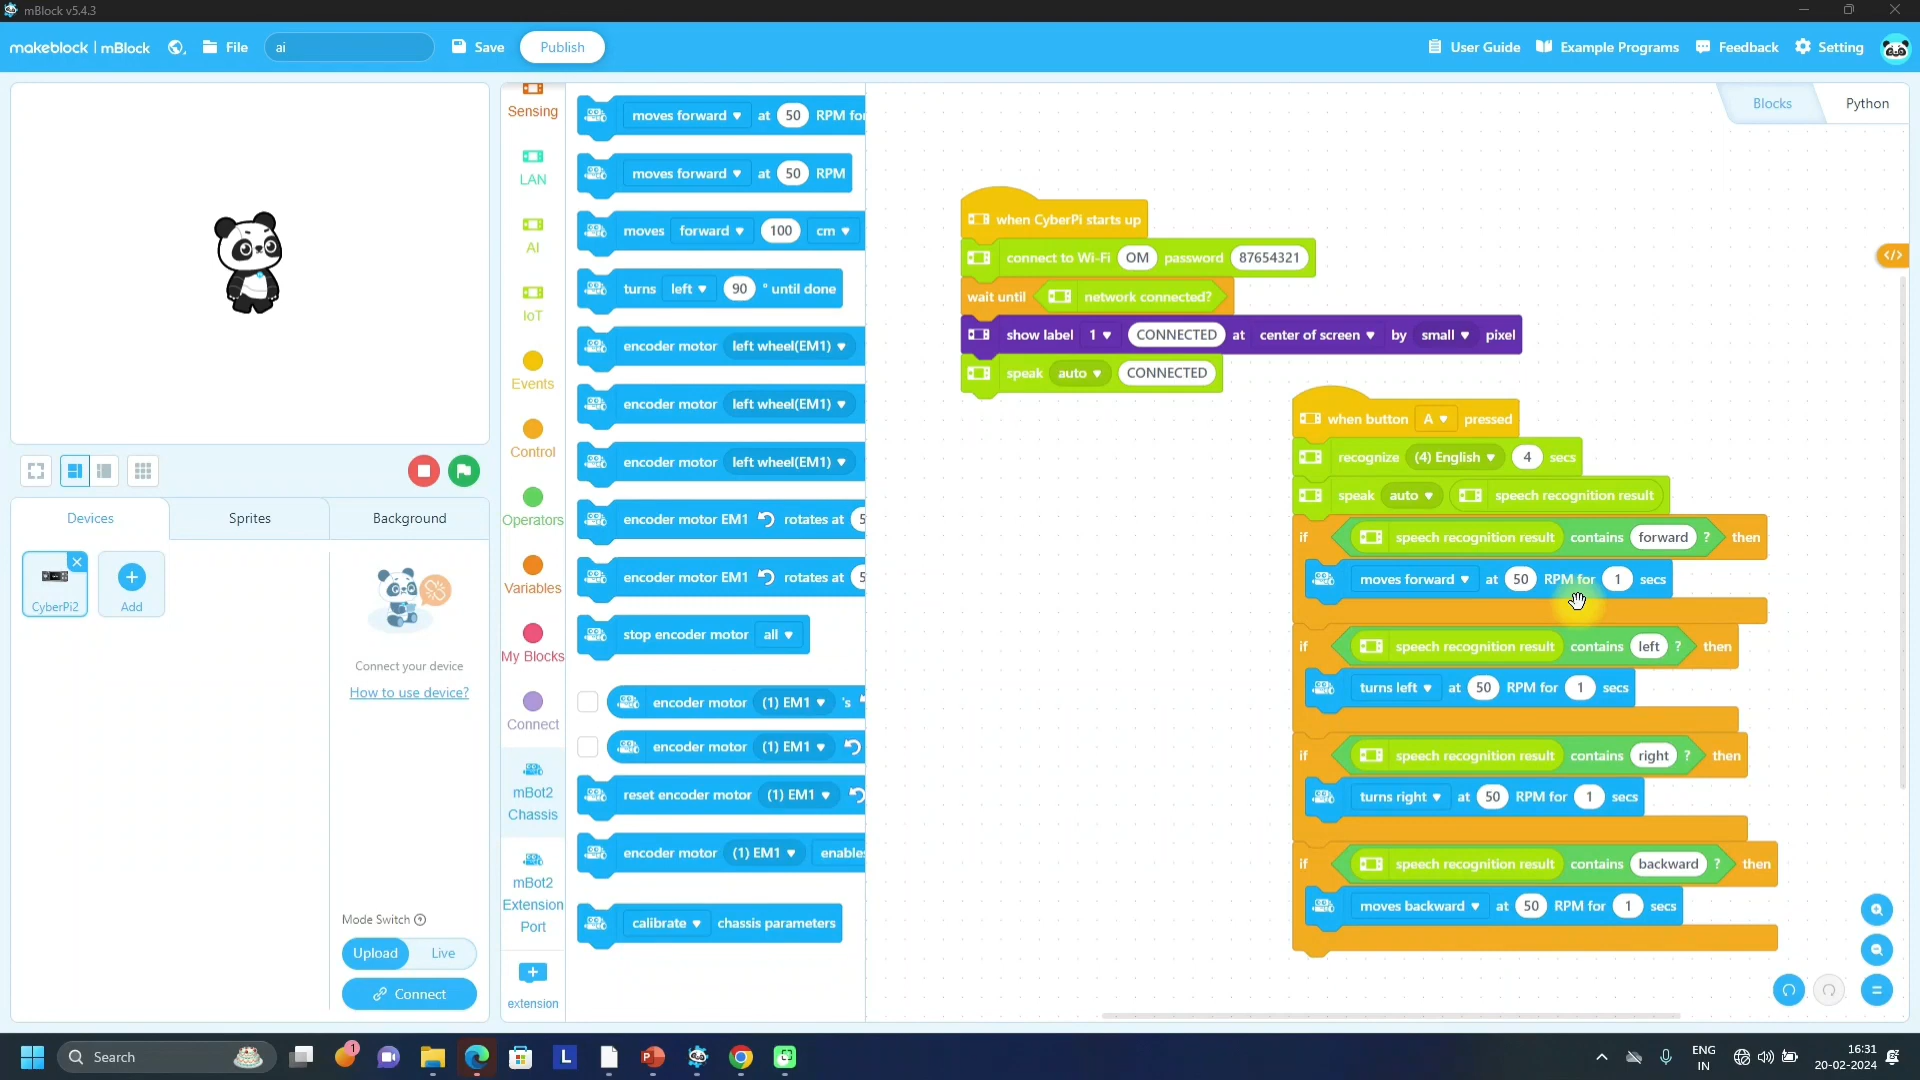 mBlock v5.4.3
makeblock | mBlock
File
ai
Save
Publish
User Guide
Example Programs
Feedback
Setting
Blocks
Python
Sensing
LAN
AI
IoT
Events
Control
Operators
Variables
My Blocks
Connect
mBot2
Chassis
mBot2
Extension
Port
extension
moves forward at 50 RPM for
moves forward at 50 RPM
moves forward 100 cm
turns left 90 ° until done
encoder motor left wheel(EM1)
encoder motor left wheel(EM1)
encoder motor left wheel(EM1)
encoder motor EM1 rotates at 5
encoder motor EM1 rotates at 5
stop encoder motor all
encoder motor (1) EM1 's
encoder motor (1) EM1
reset encoder motor (1) EM1
encoder motor (1) EM1 enables
calibrate chassis parameters
when CyberPi starts up
connect to Wi-Fi OM password 87654321
wait until network connected?
show label 1 CONNECTED at center of screen by small pixel
speak auto CONNECTED
when button A pressed
recognize (4) English 4 secs
speak auto speech recognition result
if speech recognition result contains forward ? then
moves forward at 50 RPM for 1 secs
if speech recognition result contains left ? then
turns left at 50 RPM for 1 secs
if speech recognition result contains right ? then
turns right at 50 RPM for 1 secs
if speech recognition result contains backward ? then
moves backward at 50 RPM for 1 secs
Devices
Sprites
Background
CyberPi2
Add
Connect your device
How to use device?
Mode Switch
Upload
Live
Connect
Search
1
L
ENG
IN
16:31
20-02-2024